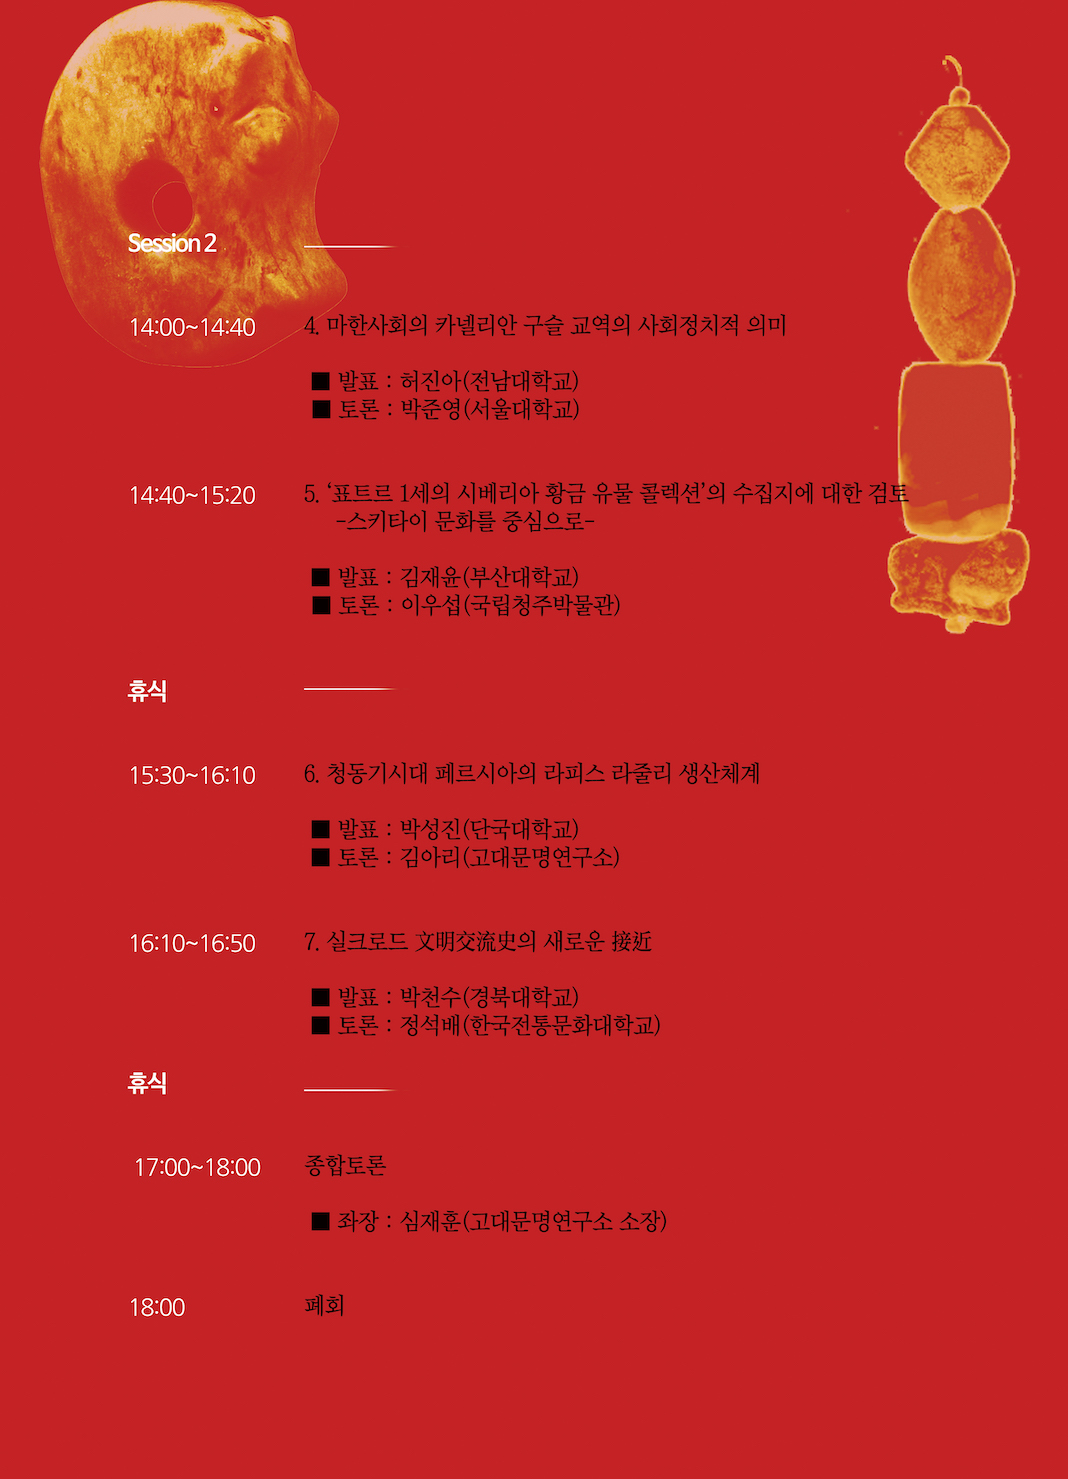 Session 2
14:00~14:40 4. 마한사회의 카넬리안 구슬 교역의 사회정치적 의미
■ 발표 : 허진아(전남대학교)
■ 토론 : 박준영(서울대학교)
14:40~15:20 5. ‘표트르 1세의 시베리아 황금 유물 콜렉션’의 수집지에 대한 검토
-스키타이 문화를 중심으로-
■ 발표 : 김재윤(부산대학교)
■ 토론 : 이우섭(국립청주박물관)
휴식
15:30~16:10 6. 청동기시대 페르시아의 라피스 라줄리 생산체계
■ 발표 : 박성진(단국대학교)
■ 토론 : 김아리(고대문명연구소)
16:10~16:50 7. 실크로드 文明交流史의 새로운 接近
■ 발표 : 박천수(경북대학교)
■ 토론 : 정석배(한국전통문화대학교)
휴식
17:00~18:00 종합토론
■ 좌장 : 심재훈(고대문명연구소 소장)
18:00 폐회